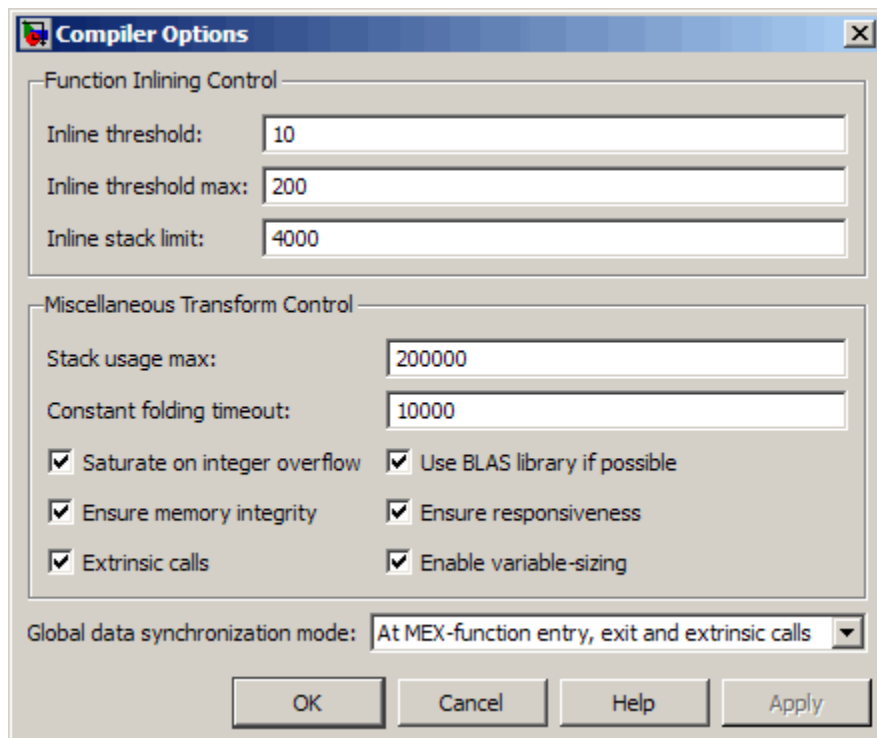 Compiler Options
Function Inlining Control
Inline threshold: 10
Inline threshold max: 200
Inline stack limit: 4000
Miscellaneous Transform Control
Stack usage max: 200000
Constant folding timeout: 10000
Saturate on integer overflow Use BLAS library if possible
Ensure memory integrity Ensure responsiveness
Extrinsic calls Enable variable-sizing
Global data synchronization mode: At MEX-function entry, exit and extrinsic calls
OK Cancel Help Apply